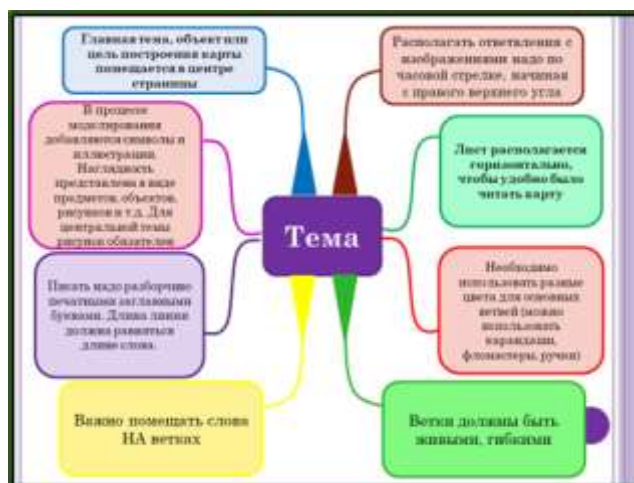 Главная тема, объект или
цель построения карты
помещается в центре
страницы
Располагать ответвления с
изображениями надо по
часовой стрелке, начиная
с правого верхнего угла
В процессе
моделирования
добавляются символы и
иллюстрации.
Наглядность
представлена в виде
предметов, объектов,
рисунков и т.д. Для
центральной темы
рисунок обязателен
Лист располагается
горизонтально,
чтобы удобно было
читать карту
Тема
Писать надо разборчиво
печатными заглавными
буквами. Длина линии
должна равняться
длине слова.
Необходимо
использовать разные
цвета для основных
ветвей (можно
использовать
карандаши,
фломастеры, ручки)
Важно помещать слова
НА ветках
Ветки должны быть
живыми, гибкими